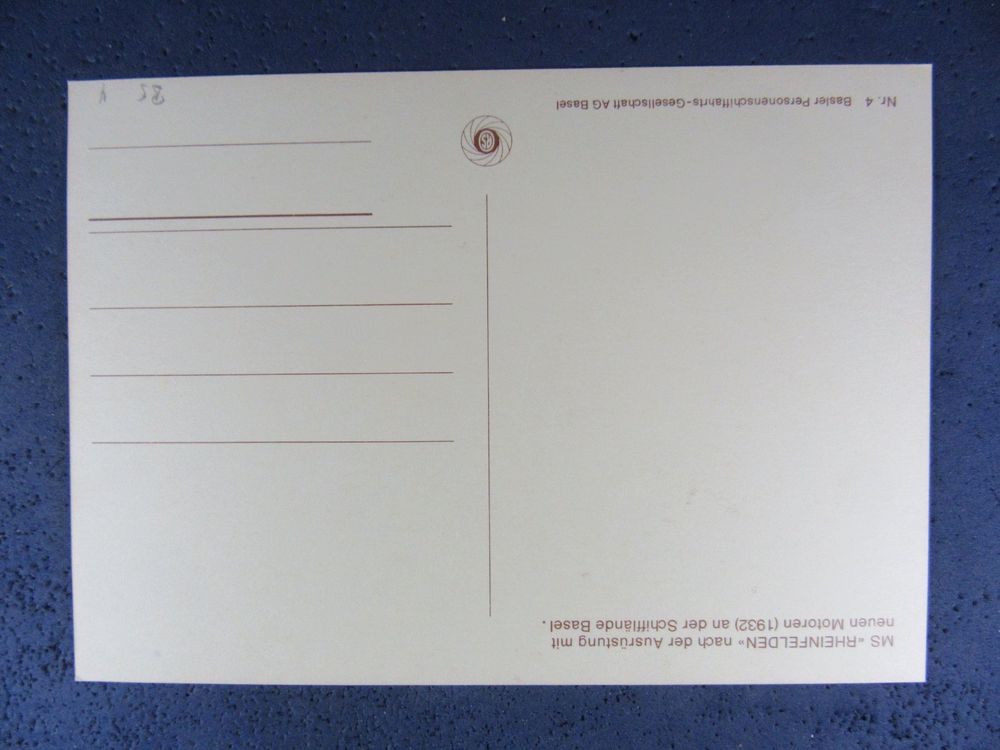 MS «RHEINFELDEN» nach der Ausrüstung mit
neuen Motoren (1932) an der Schifflände Basel.
Nr. 4 Basler Personenschiffahrts-Gesellschaft AG Basel